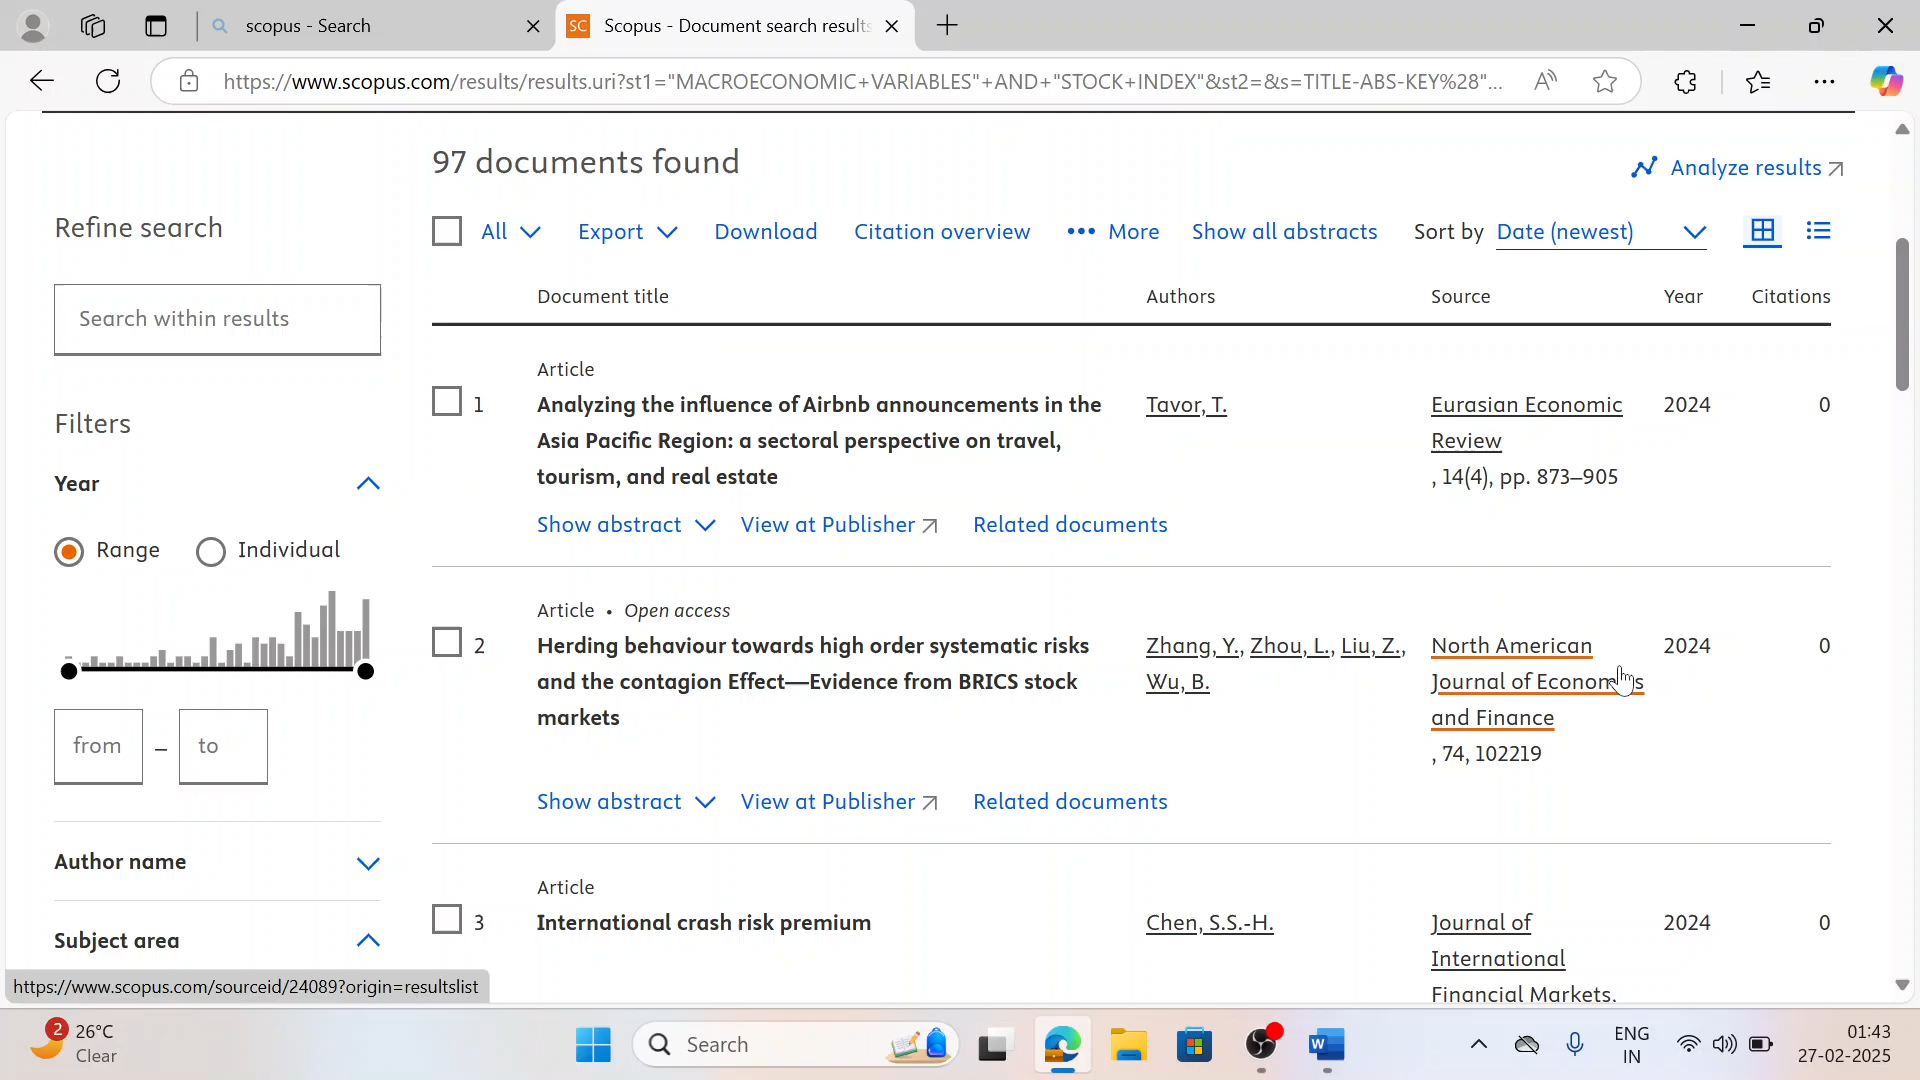 scopus - Search
SC
Scopus - Document search results
https://www.scopus.com/results/results.uri?st1="MACROECONOMIC+VARIABLES"+AND+"STOCK+INDEX"&st2=&s=TITLE-ABS-KEY%28"...
97 documents found
Analyze results
Refine search
All
Export
Download
Citation overview
More
Show all abstracts
Sort by
Date (newest)
Document title
Authors
Source
Year
Citations
Search within results
Article
1
Analyzing the influence of Airbnb announcements in the
Asia Pacific Region: a sectoral perspective on travel,
tourism, and real estate
Tavor, T.
Eurasian Economic
Review
, 14(4), pp. 873–905
2024
0
Show abstract
View at Publisher
Related documents
Filters
Year
Range
Individual
from
–
to
Author name
Subject area
Article • Open access
2
Herding behaviour towards high order systematic risks
and the contagion Effect—Evidence from BRICS stock
markets
Zhang, Y., Zhou, L., Liu, Z.,
Wu, B.
North American
Journal of Economics
and Finance
, 74, 102219
2024
0
Show abstract
View at Publisher
Related documents
Article
3
International crash risk premium
Chen, S.S.-H.
Journal of
International
Financial Markets,
2024
0
https://www.scopus.com/sourceid/24089?origin=resultslist
2
26°C
Clear
Search
W
ENG
IN
01:43
27-02-2025